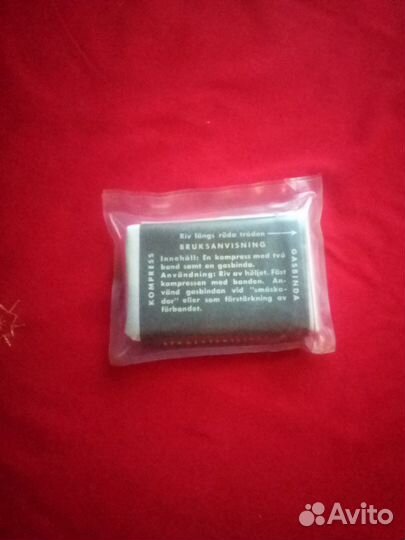 Riv längs röda tråden
BRUKSANVISNING
KOMPRESS
Innehåll: En kompress med två
band samt en gasbinda.
Användning: Riv av höljet. Fäst
kompressen med banden. An-
vänd gasbindan vid "småska-
dor" eller som förstärkning av
förbandet.
GASBINDA
Avito